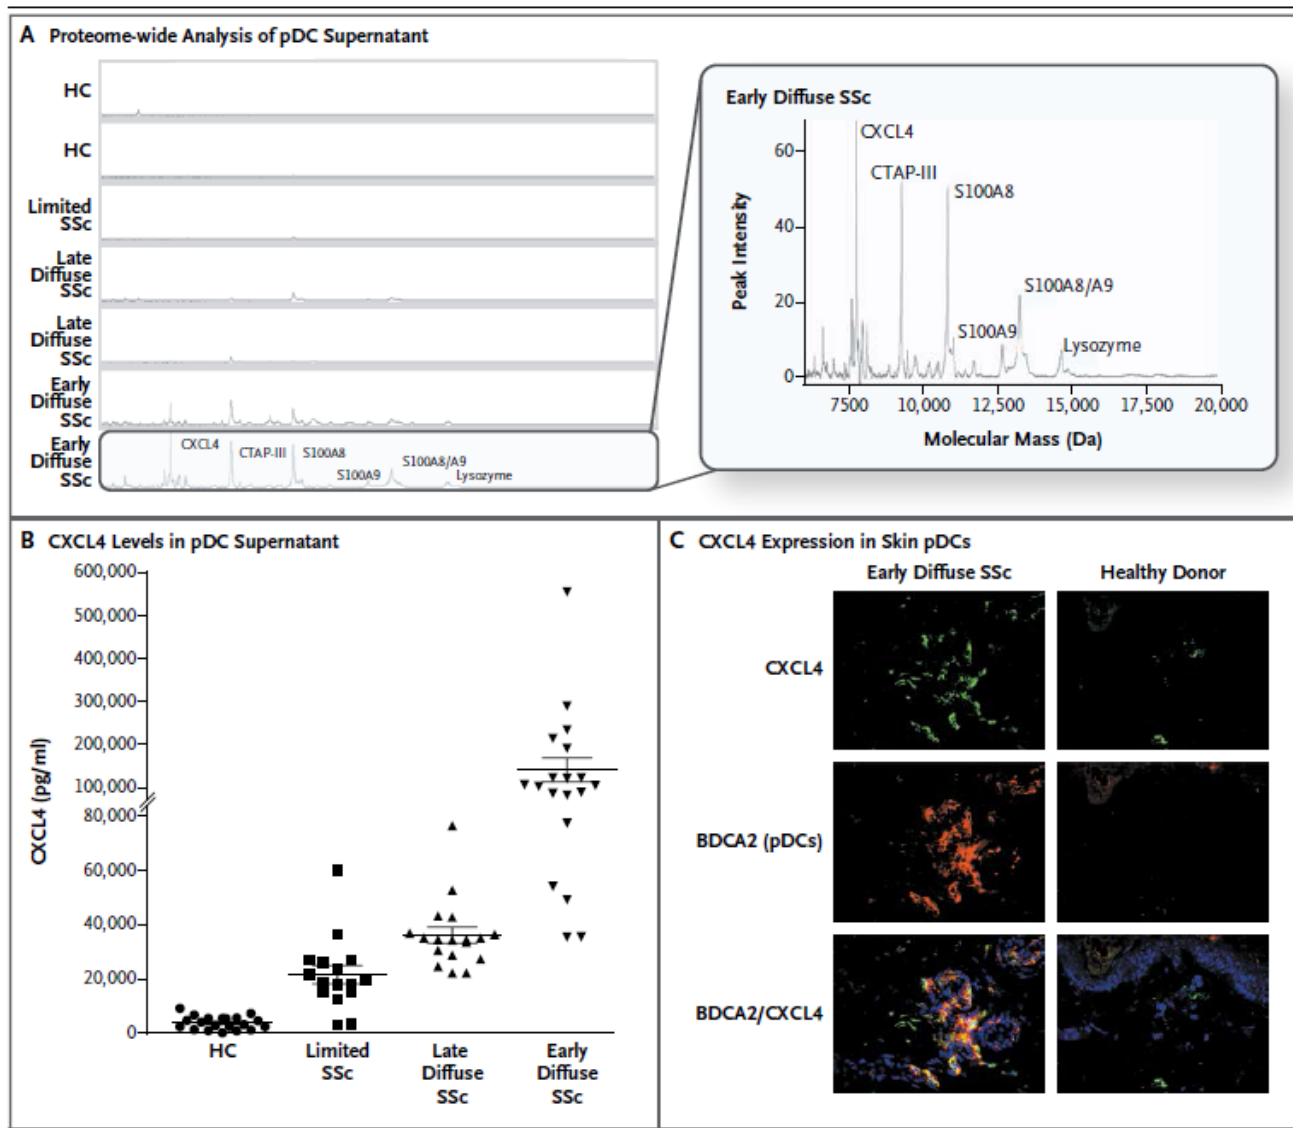 A Proteome-wide Analysis of pDC Supernatant
HC
HC
Limited
SSc
Late
Diffuse
SSc
Late
Diffuse
SSc
Early
Diffuse
SSc
Early
Diffuse
SSc
CXCL4
CTAP-III
S100A8
S100A9
S100A8/A9
Lysozyme
Early Diffuse SSc
Peak Intensity
60
40
20
0
CXCL4
CTAP-III
S100A8
S100A9
S100A8/A9
Lysozyme
7500 10,000 12,500 15,000 17,500 20,000
Molecular Mass (Da)
B CXCL4 Levels in pDC Supernatant
CXCL4 (pg/ml)
600,000
500,000
400,000
300,000
200,000
100,000
80,000
60,000
40,000
20,000
0
HC
Limited
SSc
Late
Diffuse
SSc
Early
Diffuse
SSc
C CXCL4 Expression in Skin pDCs
Early Diffuse SSc Healthy Donor
CXCL4
BDCA2 (pDCs)
BDCA2/CXCL4